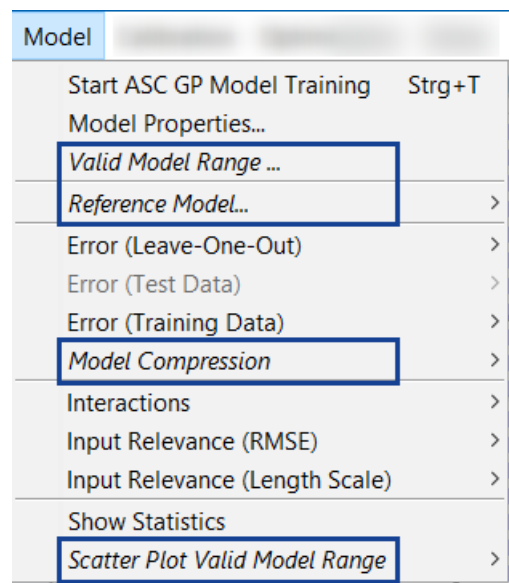 Model
Start ASC GP Model Training Strg+T
Model Properties...
Valid Model Range ...
Reference Model...
Error (Leave-One-Out)
Error (Test Data)
Error (Training Data)
Model Compression
Interactions
Input Relevance (RMSE)
Input Relevance (Length Scale)
Show Statistics
Scatter Plot Valid Model Range